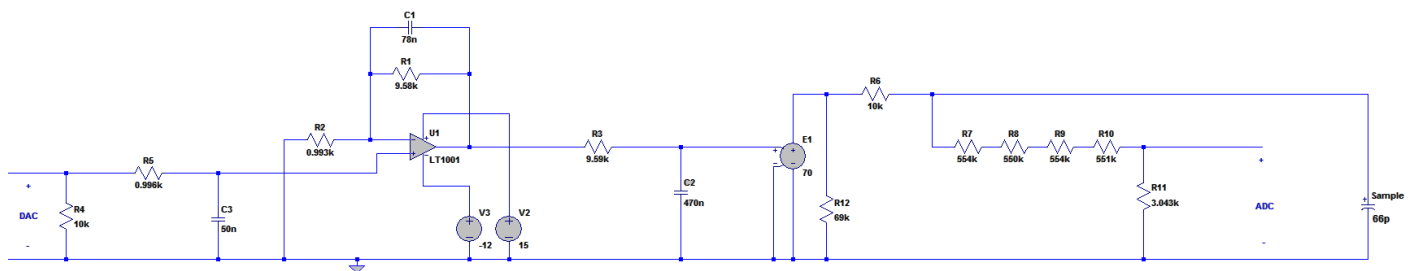 C1
78n
R1
9.58k
R2
0.993k
U1
LT1001
R5
0.996k
+
DAC
-
R4
10k
C3
50n
V3
-12
V2
15
R3
9.59k
C2
470n
E1
70
R12
69k
R6
10k
R7
554k
R8
550k
R9
554k
R10
551k
R11
3.043k
+
ADC
-
Sample
66p